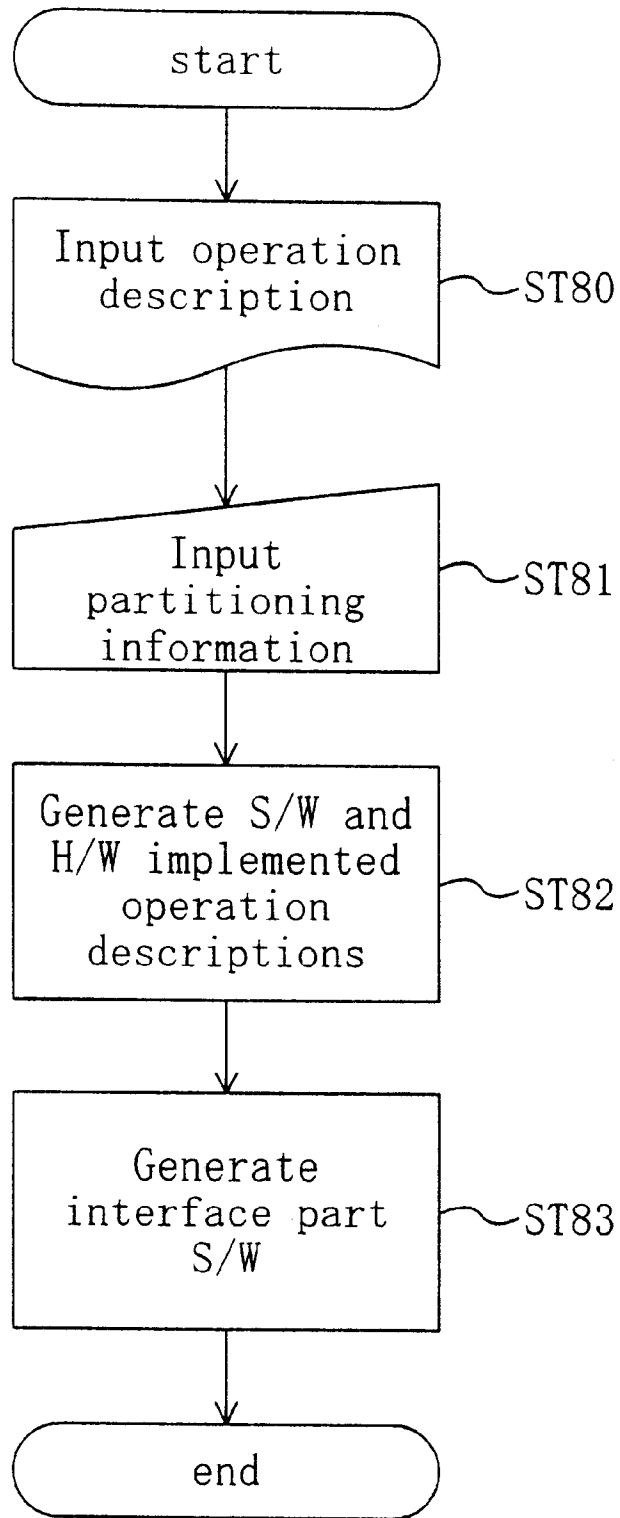 start
Input operation
description
ST80
Input
partitioning
information
ST81
Generate S/W and
H/W implemented
operation
descriptions
ST82
Generate
interface part
S/W
ST83
end